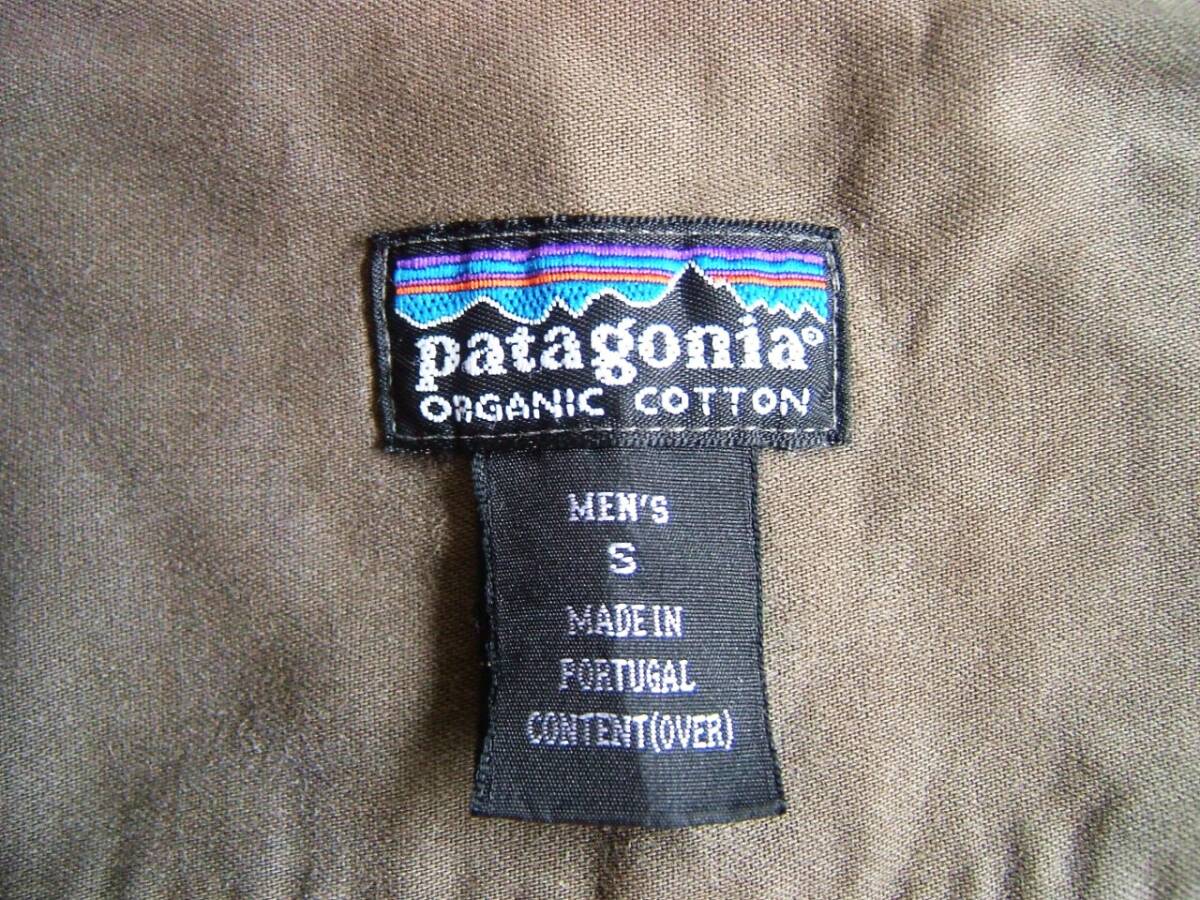 patagonia®
ORGANIC COTTON
MEN'S
S
MADE IN
PORTUGAL
CONTENT(OVER)